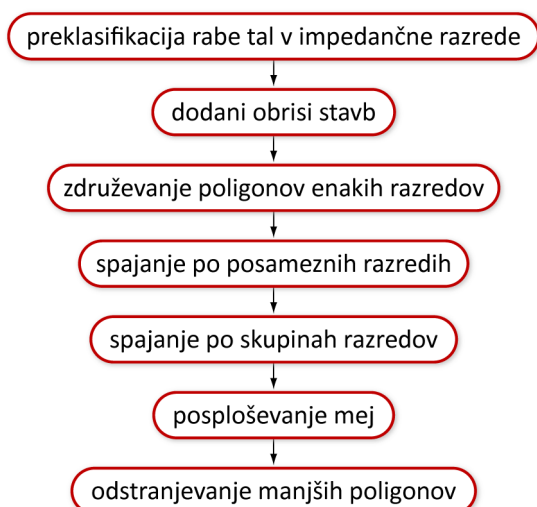 preklasifikacija rabe tal v impedančne razrede
dodani obrisi stavb
združevanje poligonov enakih razredov
spajanje po posameznih razredih
spajanje po skupinah razredov
posploševanje mej
odstranjevanje manjših poligonov